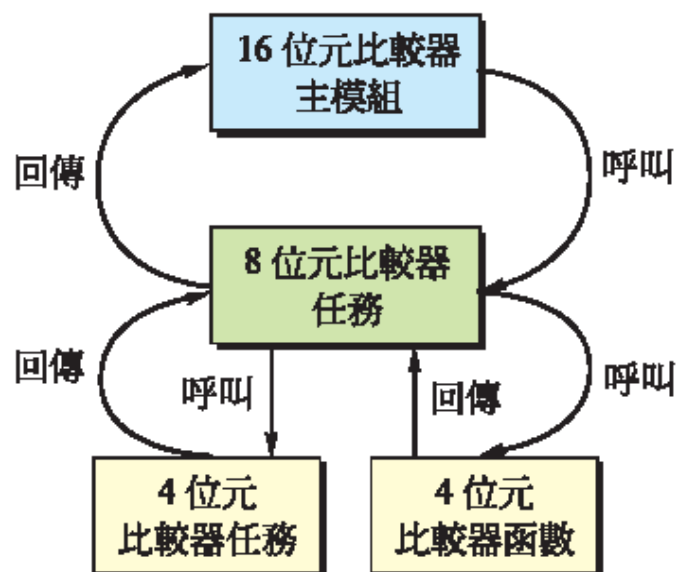 16 位元比較器
主模組
回傳
呼叫
8 位元比較器
任務
回傳
呼叫
回傳
呼叫
4 位元
比較器任務
4 位元
比較器函數